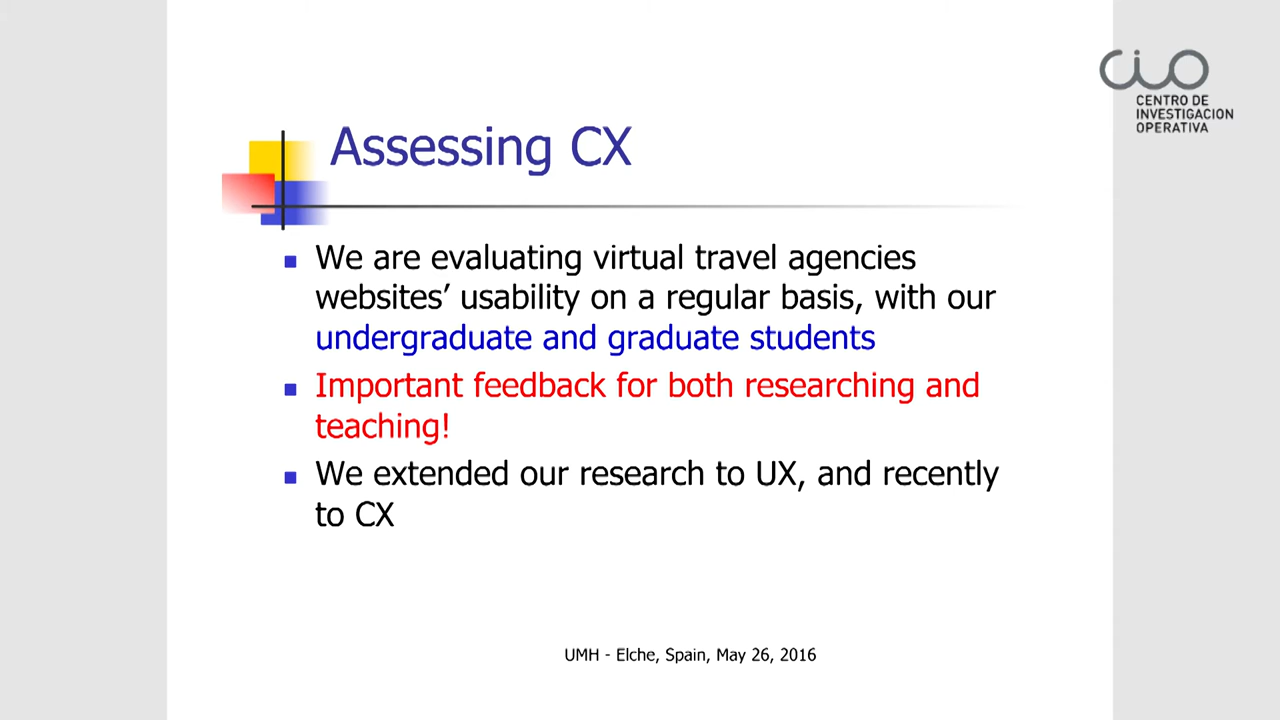 CIO
CENTRO DE
INVESTIGACION
OPERATIVA
Assessing CX
We are evaluating virtual travel agencies
websites’ usability on a regular basis, with our
undergraduate and graduate students
Important feedback for both researching and
teaching!
We extended our research to UX, and recently
to CX
UMH - Elche, Spain, May 26, 2016